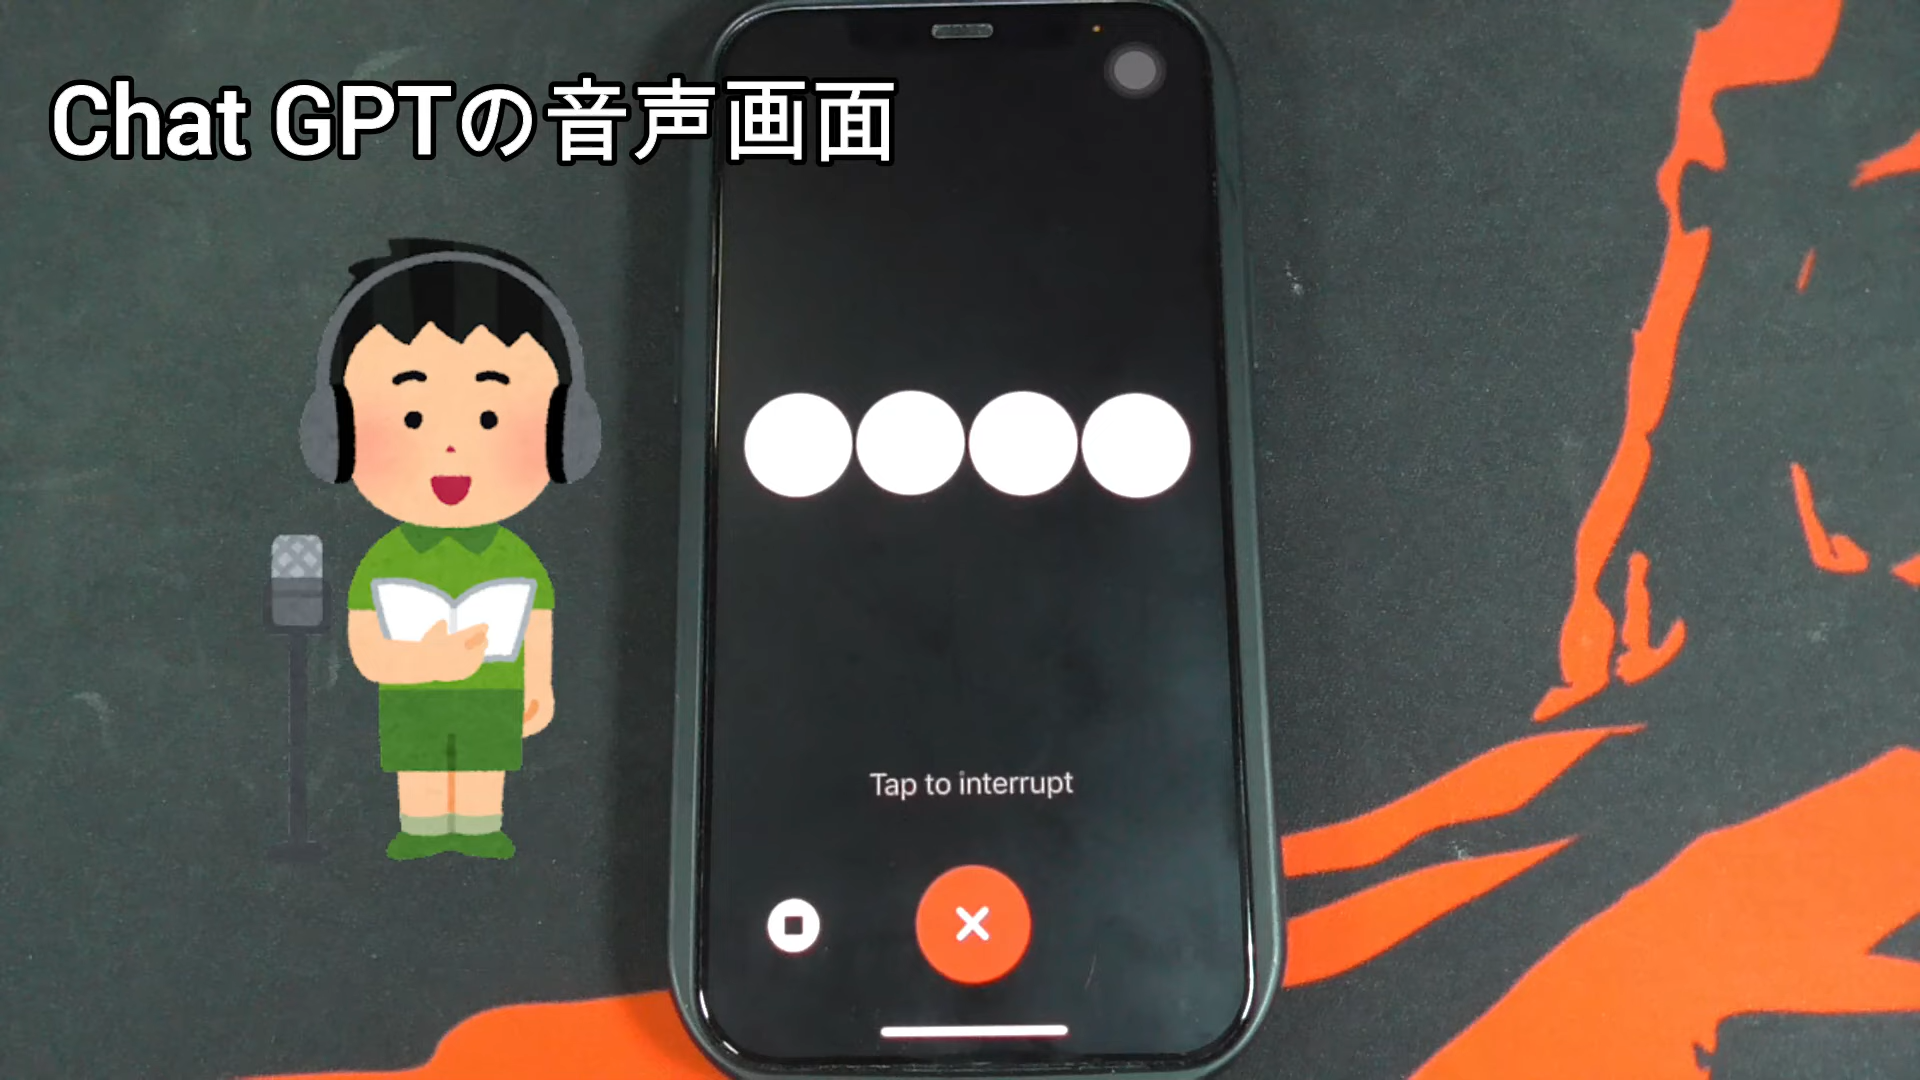 Chat GPTの音声画面
Tap to interrupt